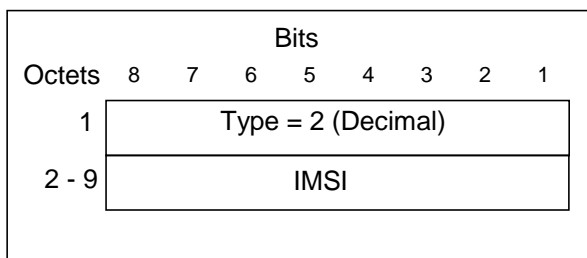 Bits
Octets 8 7 6 5 4 3 2 1
1 Type = 2 (Decimal)
2 - 9 IMSI